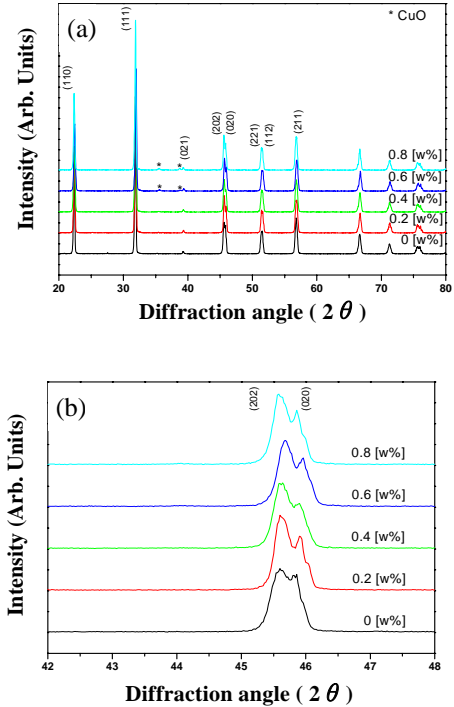 (a)
* CuO
(110)
(111)
*
*
(021)
(202)
(020)
(221)
(112)
(211)
*
*
0.8 [w%]
0.6 [w%]
0.4 [w%]
0.2 [w%]
0 [w%]
Intensity (Arb. Units)
20 30 40 50 60 70 80
Diffraction angle ( 2 θ )
(b)
(202)
(020)
0.8 [w%]
0.6 [w%]
0.4 [w%]
0.2 [w%]
0 [w%]
Intensity (Arb. Units)
42 43 44 45 46 47 48
Diffraction angle ( 2 θ )